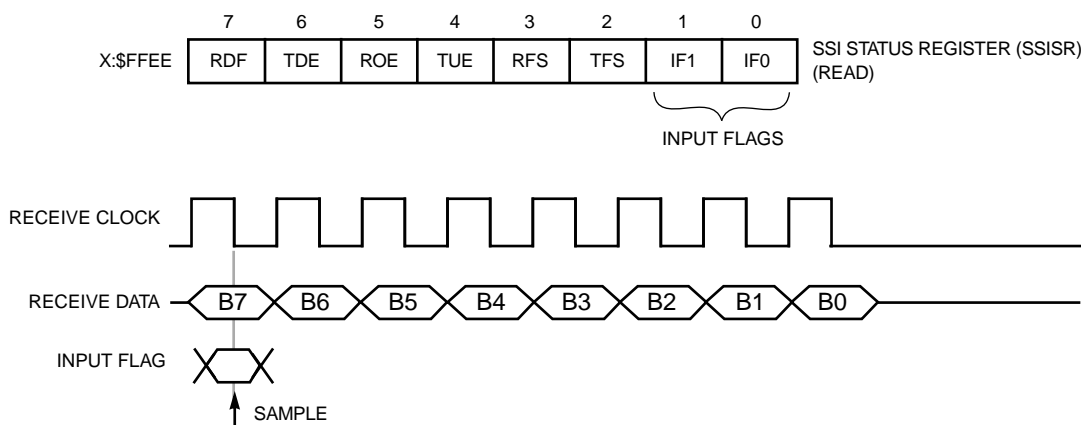 7 6 5 4 3 2 1 0
X:$FFEE RDF TDE ROE TUE RFS TFS IF1 IF0 SSI STATUS REGISTER (SSISR)
(READ)
INPUT FLAGS
RECEIVE CLOCK
RECEIVE DATA B7 B6 B5 B4 B3 B2 B1 B0
INPUT FLAG
SAMPLE